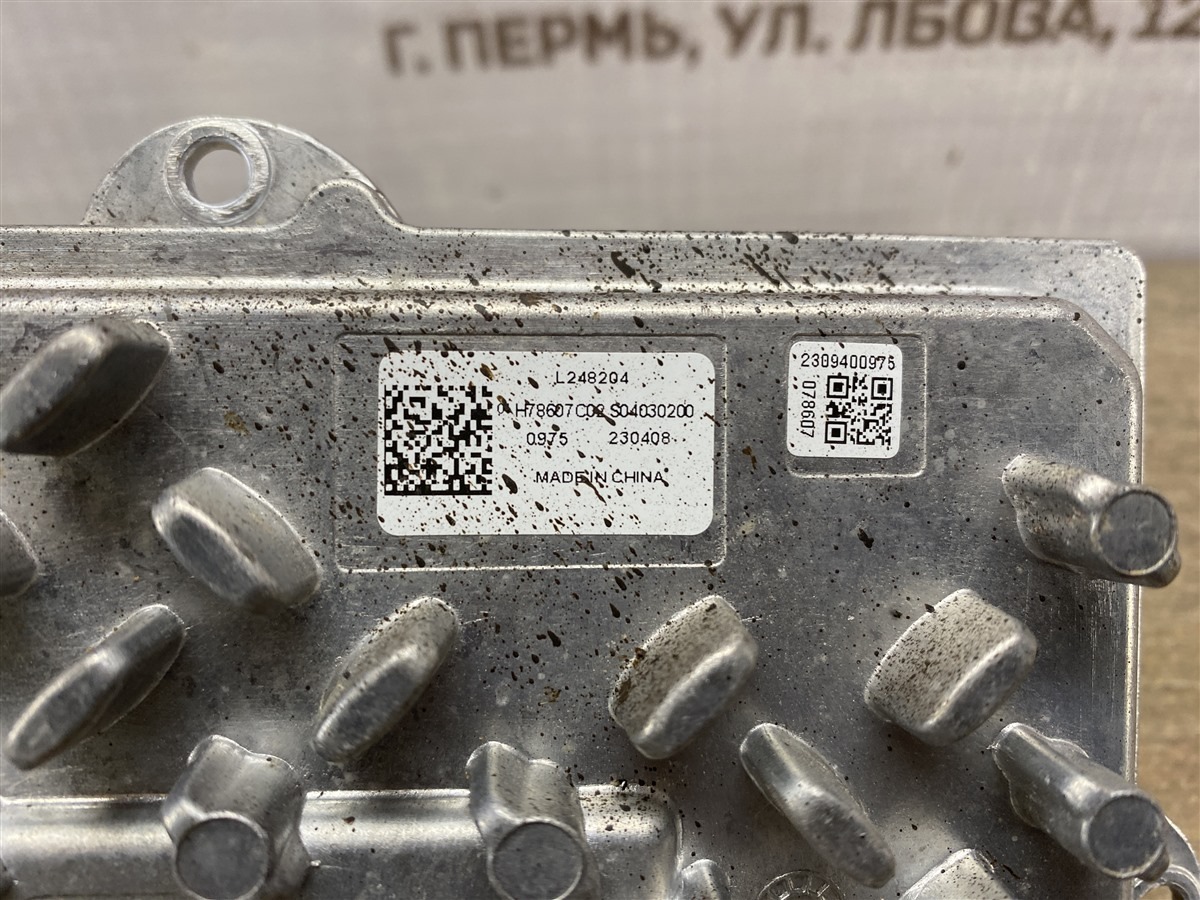 Г. ПЕРМЬ, УЛ. ЛБОВА, 12
L248204
H78607C02 S04030200
0975 230408
MADE IN CHINA
2309400975
078607